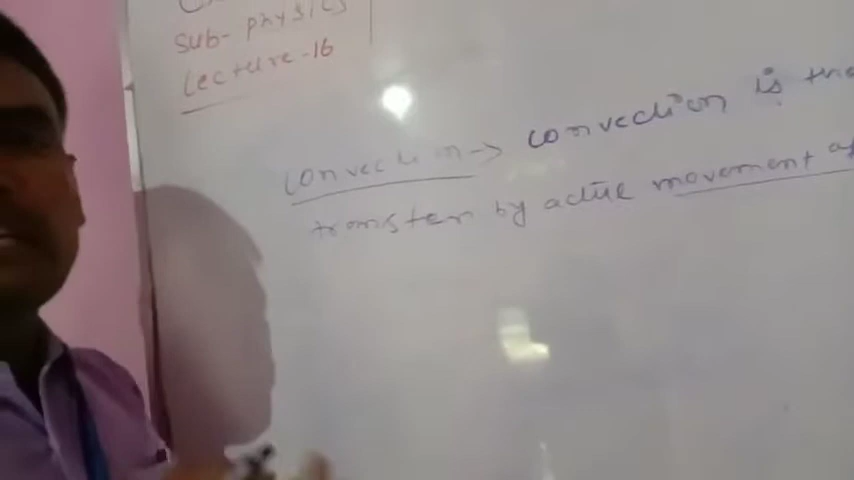 sub- physics
Lecture-16
convection → convection is the
transfer by active movement of